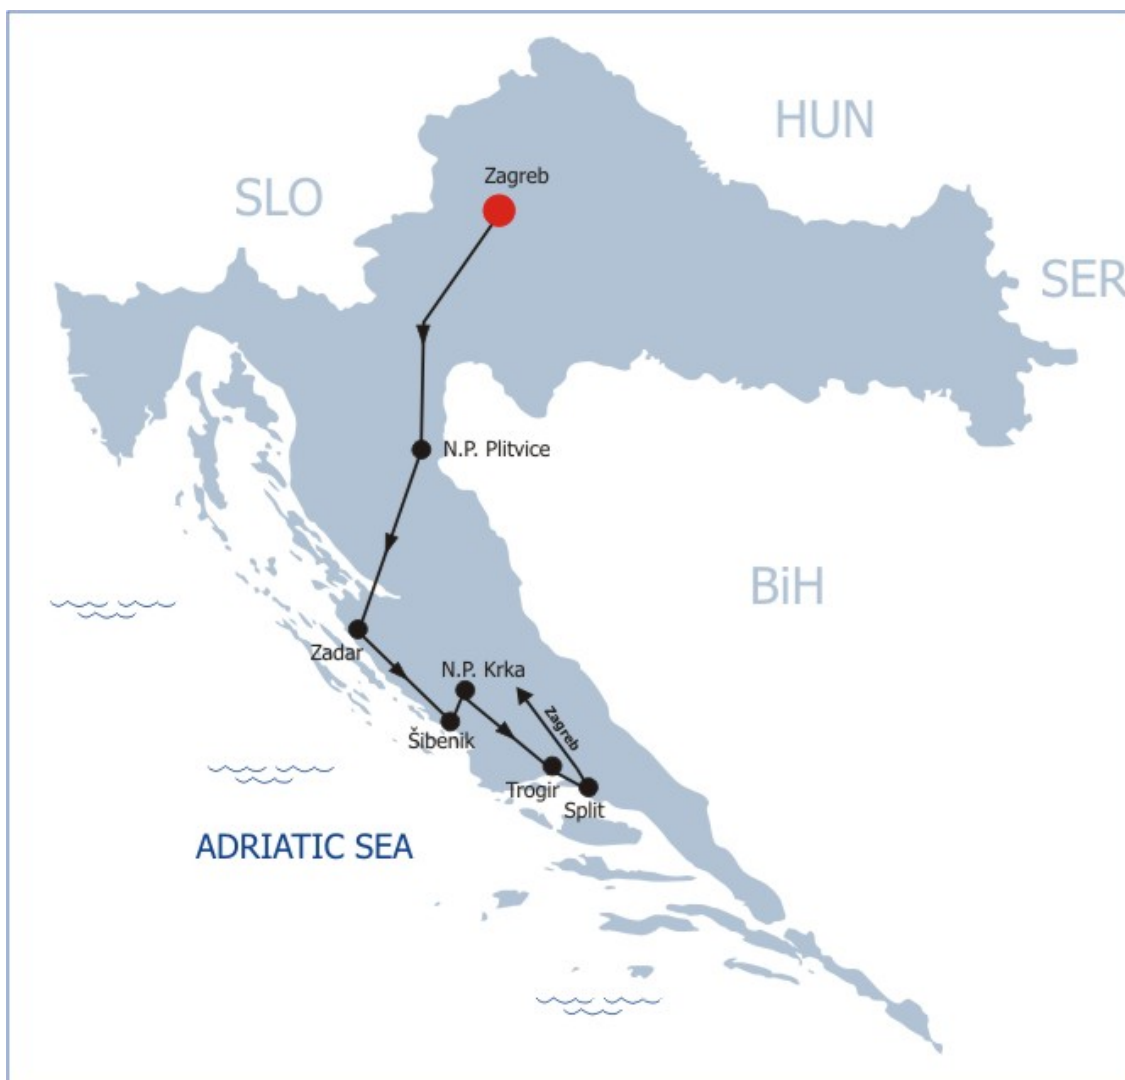 HUN
Zagreb
SLO
SER
N.P. Plitvice
BiH
Zadar
N.P. Krka
Zagreb
Šibenik
Trogir
Split
ADRIATIC SEA